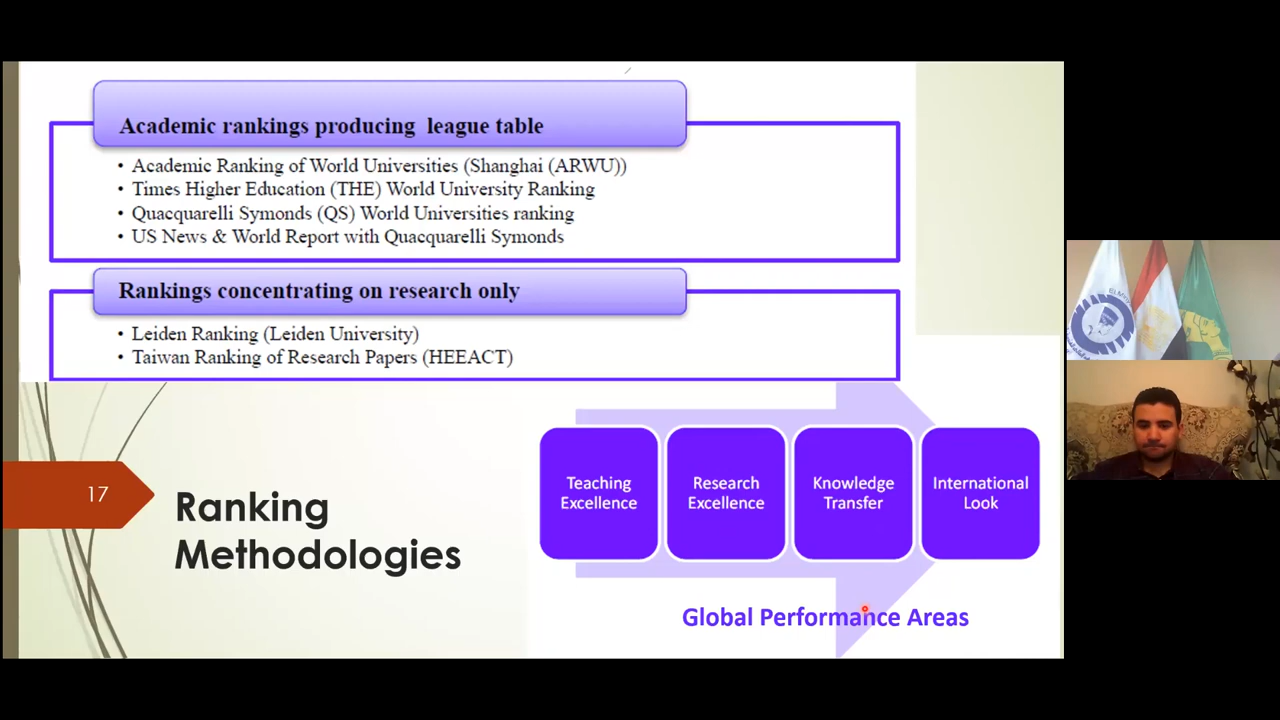 Academic rankings producing league table
• Academic Ranking of World Universities (Shanghai (ARWU))
• Times Higher Education (THE) World University Ranking
• Quacquarelli Symonds (QS) World Universities ranking
• US News & World Report with Quacquarelli Symonds
Rankings concentrating on research only
• Leiden Ranking (Leiden University)
• Taiwan Ranking of Research Papers (HEEACT)
17
Ranking
Methodologies
Teaching
Excellence
Research
Excellence
Knowledge
Transfer
International
Look
Global Performance Areas